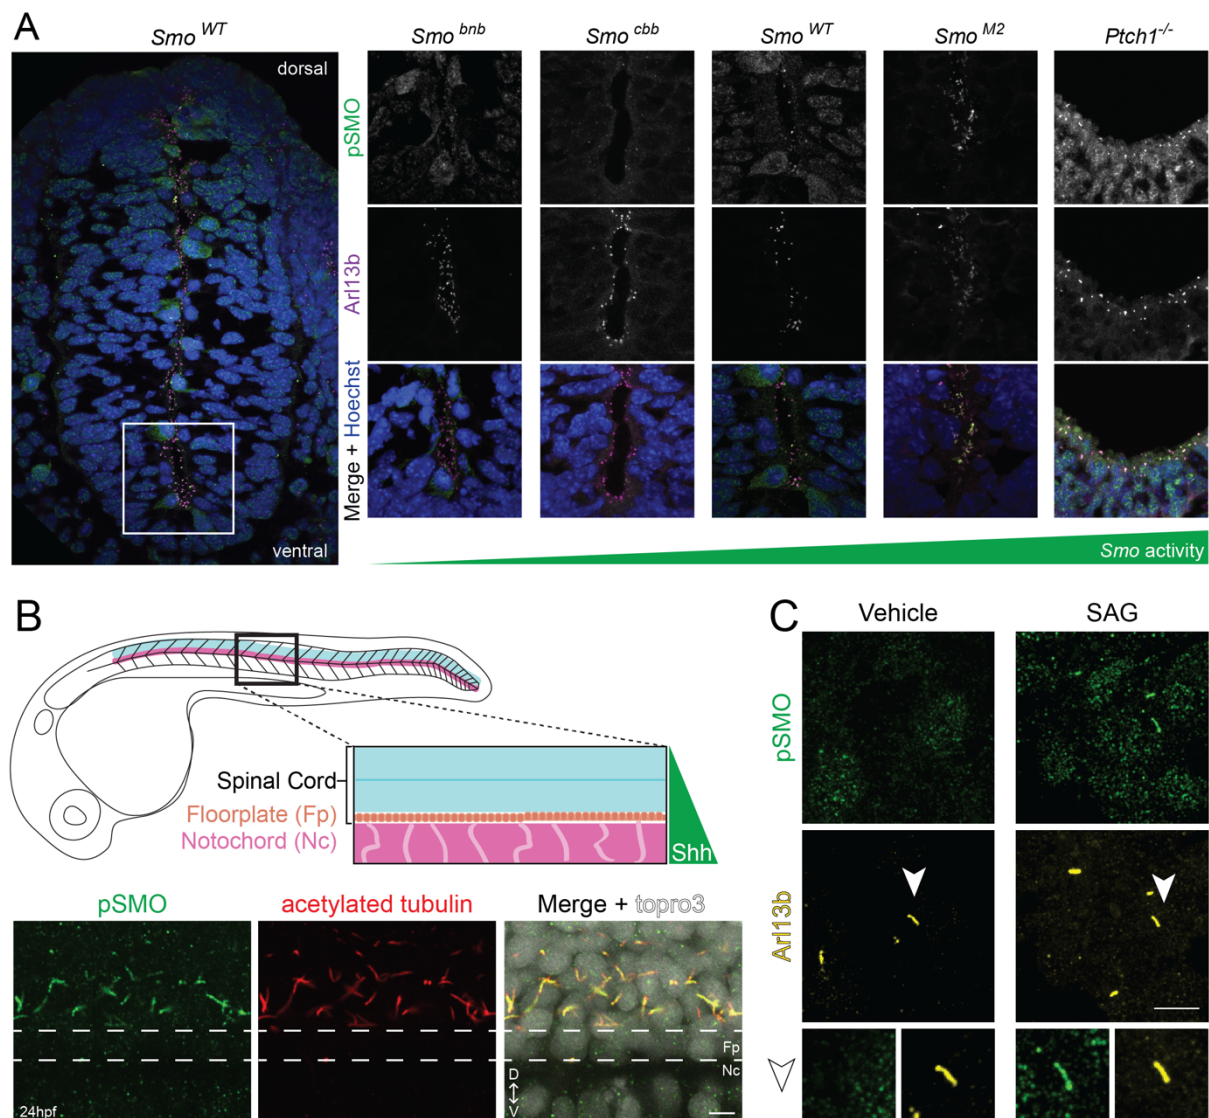 A
Smo WT
Smo bnb
Smo cbb
Smo WT
Smo M2
Ptch1-/-
dorsal
ventral
pSMO
Arl13b
Merge + Hoechst
Smo activity
B
Spinal Cord
Floorplate (Fp)
Notochord (Nc)
Shh
pSMO
acetylated tubulin
Merge + topro3
24hpf
Fp
Nc
D
V
C
Vehicle
SAG
pSMO
Arl13b